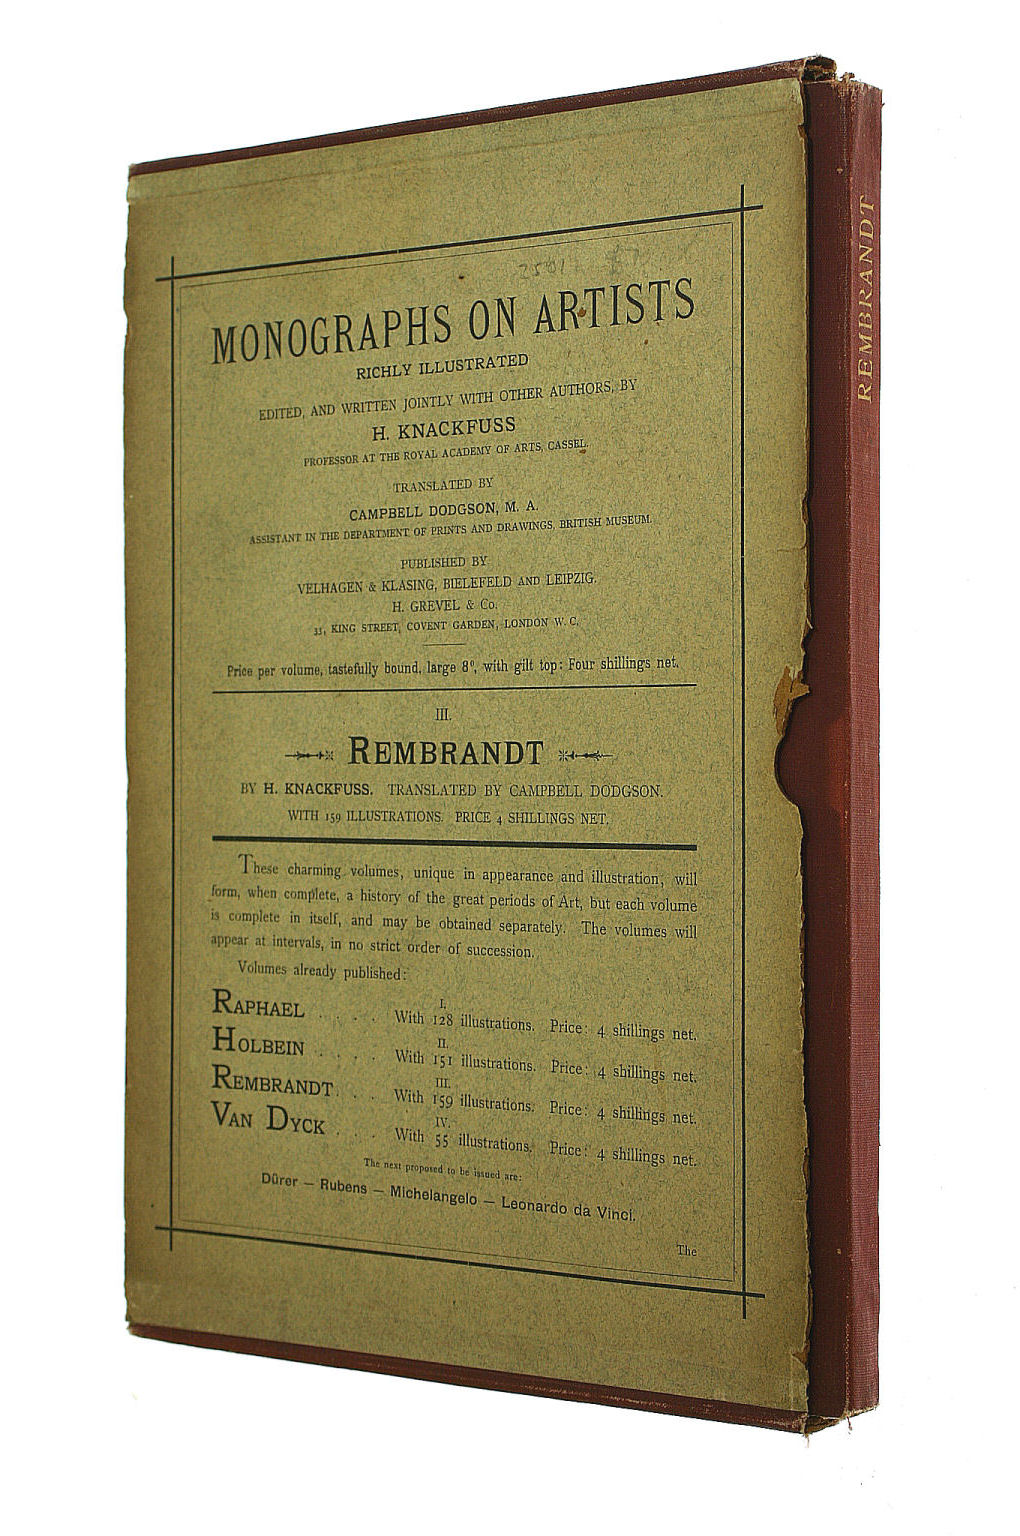 MONOGRAPHS ON ARTISTS
RICHLY ILLUSTRATED
EDITED, AND WRITTEN JOINTLY WITH OTHER AUTHORS, BY
H. KNACKFUSS
PROFESSOR AT THE ROYAL ACADEMY OF ARTS, CASSEL.
TRANSLATED BY
CAMPBELL DODGSON, M. A.
ASSISTANT IN THE DEPARTMENT OF PRINTS AND DRAWINGS, BRITISH MUSEUM.
PUBLISHED BY
VELHAGEN & KLASING, BIELEFELD AND LEIPZIG.
H. GREVEL & Co.
33, KING STREET, COVENT GARDEN, LONDON W. C.
Price per volume, tastefully bound, large 8⁰, with gilt top: Four shillings net.
III.
REMBRANDT
BY H. KNACKFUSS. TRANSLATED BY CAMPBELL DODGSON.
WITH 159 ILLUSTRATIONS. PRICE 4 SHILLINGS NET.
These charming volumes, unique in appearance and illustration, will
form, when complete, a history of the great periods of Art, but each volume
is complete in itself, and may be obtained separately. The volumes will
appear at intervals, in no strict order of succession.
Volumes already published:
I.
RAPHAEL . . . . With 128 illustrations. Price: 4 shillings net.
II.
HOLBEIN . . . . With 151 illustrations. Price: 4 shillings net.
III.
REMBRANDT . . . With 159 illustrations. Price: 4 shillings net.
IV.
VAN DYCK . . . With 55 illustrations. Price: 4 shillings net.
The next proposed to be issued are:
Dürer — Rubens — Michelangelo — Leonardo da Vinci.
The
REMBRANDT